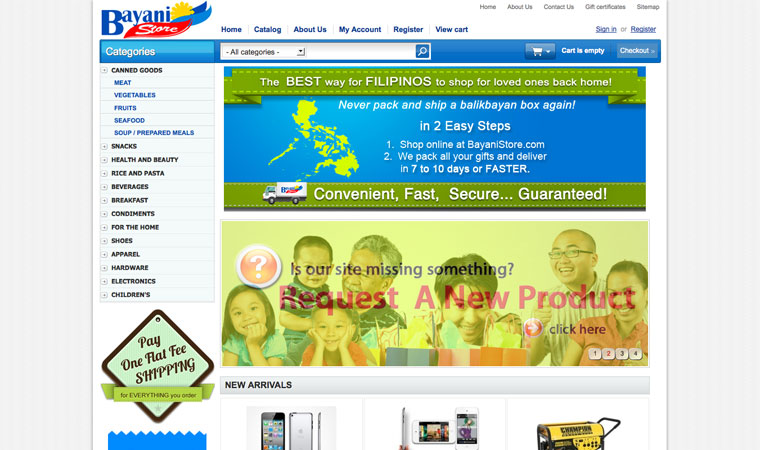 Home About Us Contact Us Gift certificates Sitemap
Bayani
Store
Home Catalog About Us My Account Register View cart
Sign in or Register
Categories
- All categories -
Cart is empty
Checkout >
CANNED GOODS
MEAT
VEGETABLES
FRUITS
SEAFOOD
SOUP / PREPARED MEALS
SNACKS
HEALTH AND BEAUTY
RICE AND PASTA
BEVERAGES
BREAKFAST
CONDIMENTS
FOR THE HOME
SHOES
APPAREL
HARDWARE
ELECTRONICS
CHILDREN'S
Pay
One Flat Fee
SHIPPING
for EVERYTHING you order
The BEST way for FILIPINOS to shop for loved ones back home!
Never pack and ship a balikbayan box again!
in 2 Easy Steps
1. Shop online at BayaniStore.com
2. We pack all your gifts and deliver
in 7 to 10 days or FASTER.
Convenient, Fast, Secure... Guaranteed!
?
Is our site missing something?
Request A New Product
click here
1 2 3 4
NEW ARRIVALS
CHAMPION